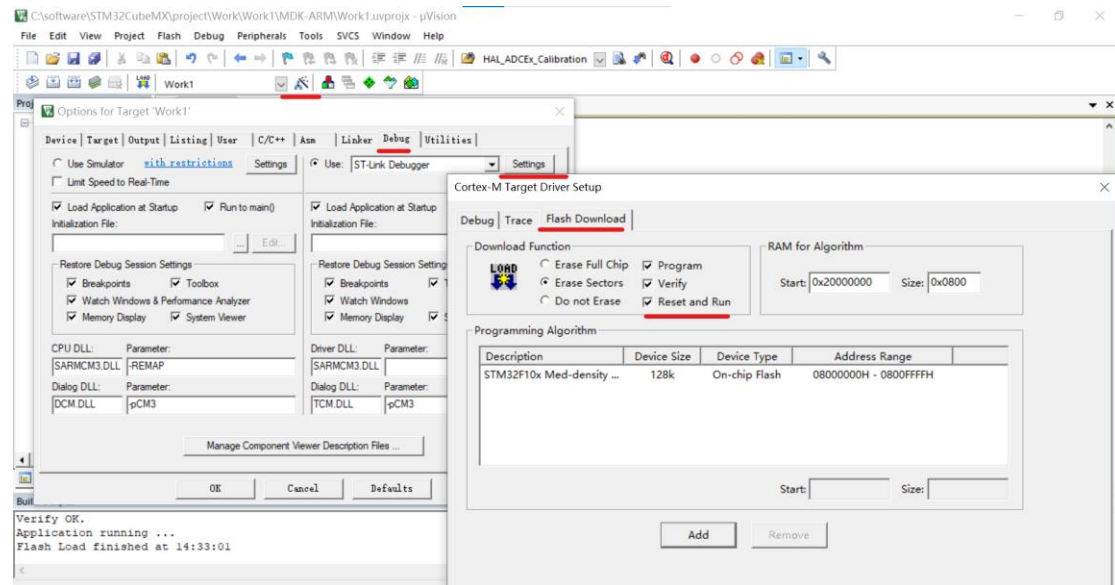 C:\software\STM32CubeMX\project\Work\Work1\MDK-ARM\Work1.uvprojx - µVision
File Edit View Project Flash Debug Peripherals Tools SVCS Window Help
HAL_ADCEx_Calibration
LOAD Work1
Proj
Options for Target 'Work1'
Device Target Output Listing User C/C++ Asm Linker Debug Utilities
Use Simulator with restrictions Settings Use: ST-Link Debugger Settings
Limit Speed to Real-Time
Load Application at Startup Run to main() Load Application at Startup
Initialization File: Initialization File:
... Edit...
Restore Debug Session Settings Restore Debug Session Setting
Breakpoints Toolbox Breakpoints
Watch Windows & Performance Analyzer Watch Windows
Memory Display System Viewer Memory Display
CPU DLL: Parameter: Driver DLL: Parameter:
SARMCM3.DLL -REMAP SARMCM3.DLL
Dialog DLL: Parameter: Dialog DLL: Parameter:
DCM.DLL -pCM3 TCM.DLL -pCM3
Manage Component Viewer Description Files ...
OK Cancel Defaults
Cortex-M Target Driver Setup
Debug Trace Flash Download
Download Function RAM for Algorithm
LOAD Erase Full Chip Program
Erase Sectors Verify Start: 0x20000000 Size: 0x0800
Do not Erase Reset and Run
Programming Algorithm
Description Device Size Device Type Address Range
STM32F10x Med-density ... 128k On-chip Flash 08000000H - 0800FFFFH
Start: Size:
Add Remove
Verify OK.
Application running ...
Flash Load finished at 14:33:01